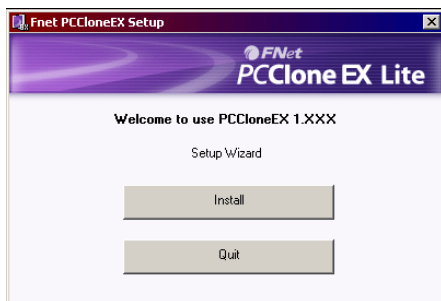 Fnet PCCloneEX Setup
FNet
PCClone EX Lite
Welcome to use PCCloneEX 1.XXX
Setup Wizard
Install
Quit